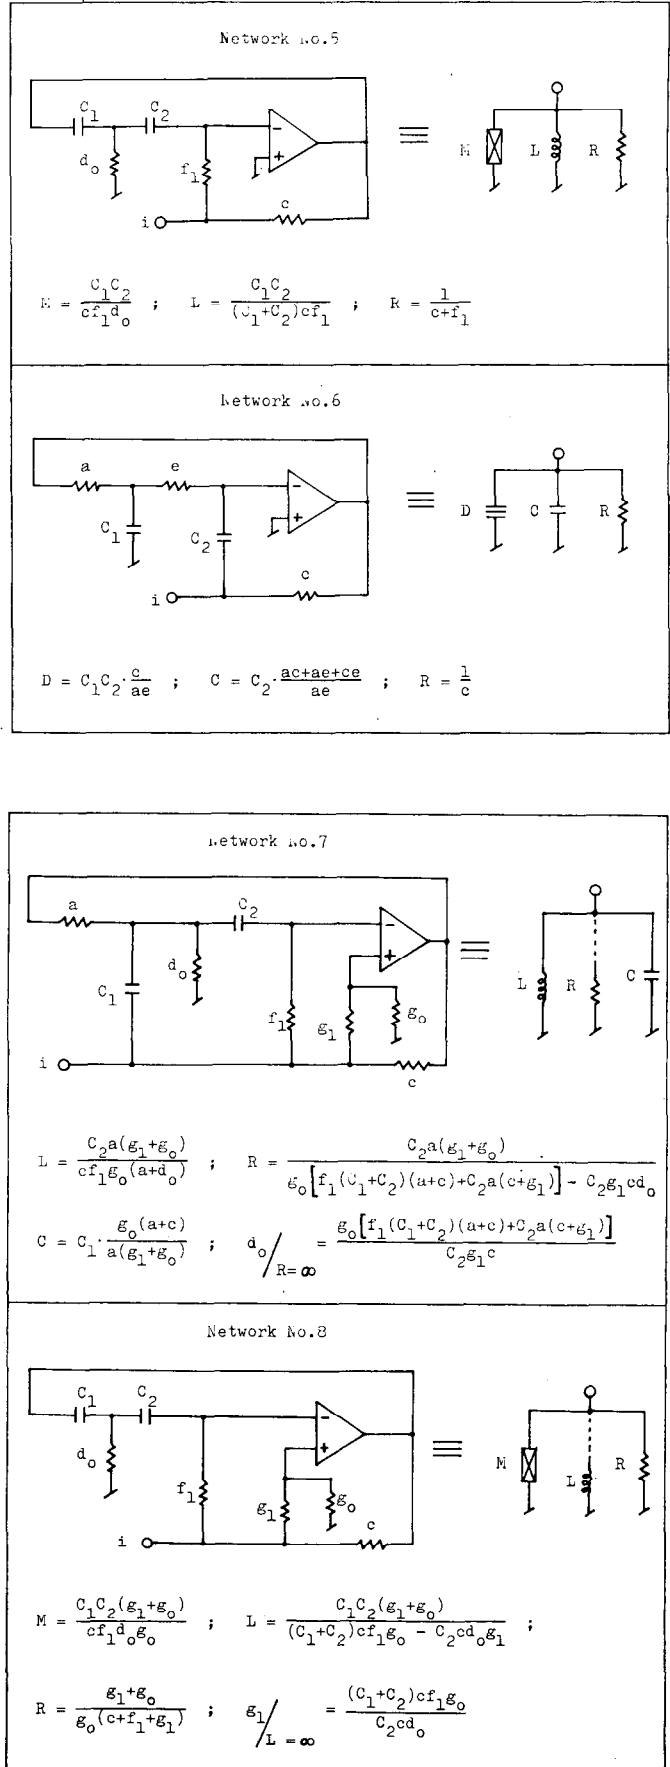 Network No.5
C₁ C₂
d₀ f₁ − + c i
M L R
M = C₁C₂/(cf₁d₀) ; L = C₁C₂/((C₁+C₂)cf₁) ; R = 1/(c+f₁)
Network No.6
a e
C₁ C₂ − + c i
D C R
D = C₁C₂·c/(ae) ; C = C₂·(ac+ae+ce)/(ae) ; R = 1/c
Network No.7
a C₂
C₁ d₀ f₁ g₁ g₀ − + c i
L R C
L = C₂a(g₁+g₀)/(cf₁g₀(a+d₀)) ; R = C₂a(g₁+g₀)/(g₀[f₁(C₁+C₂)(a+c)+C₂a(c+g₁)] − C₂g₁cd₀)
C = C₁·g₀(a+c)/(a(g₁+g₀)) ; d₀/R=∞ = g₀[f₁(C₁+C₂)(a+c)+C₂a(c+g₁)]/(C₂g₁c)
Network No.8
C₁ C₂
d₀ f₁ g₁ g₀ − + c i
M L R
M = C₁C₂(g₁+g₀)/(cf₁d₀g₀) ; L = C₁C₂(g₁+g₀)/((C₁+C₂)cf₁g₀ − C₂cd₀g₁) ;
R = (g₁+g₀)/(g₀(c+f₁+g₁)) ; g₁/L=∞ = (C₁+C₂)cf₁g₀/(C₂cd₀)